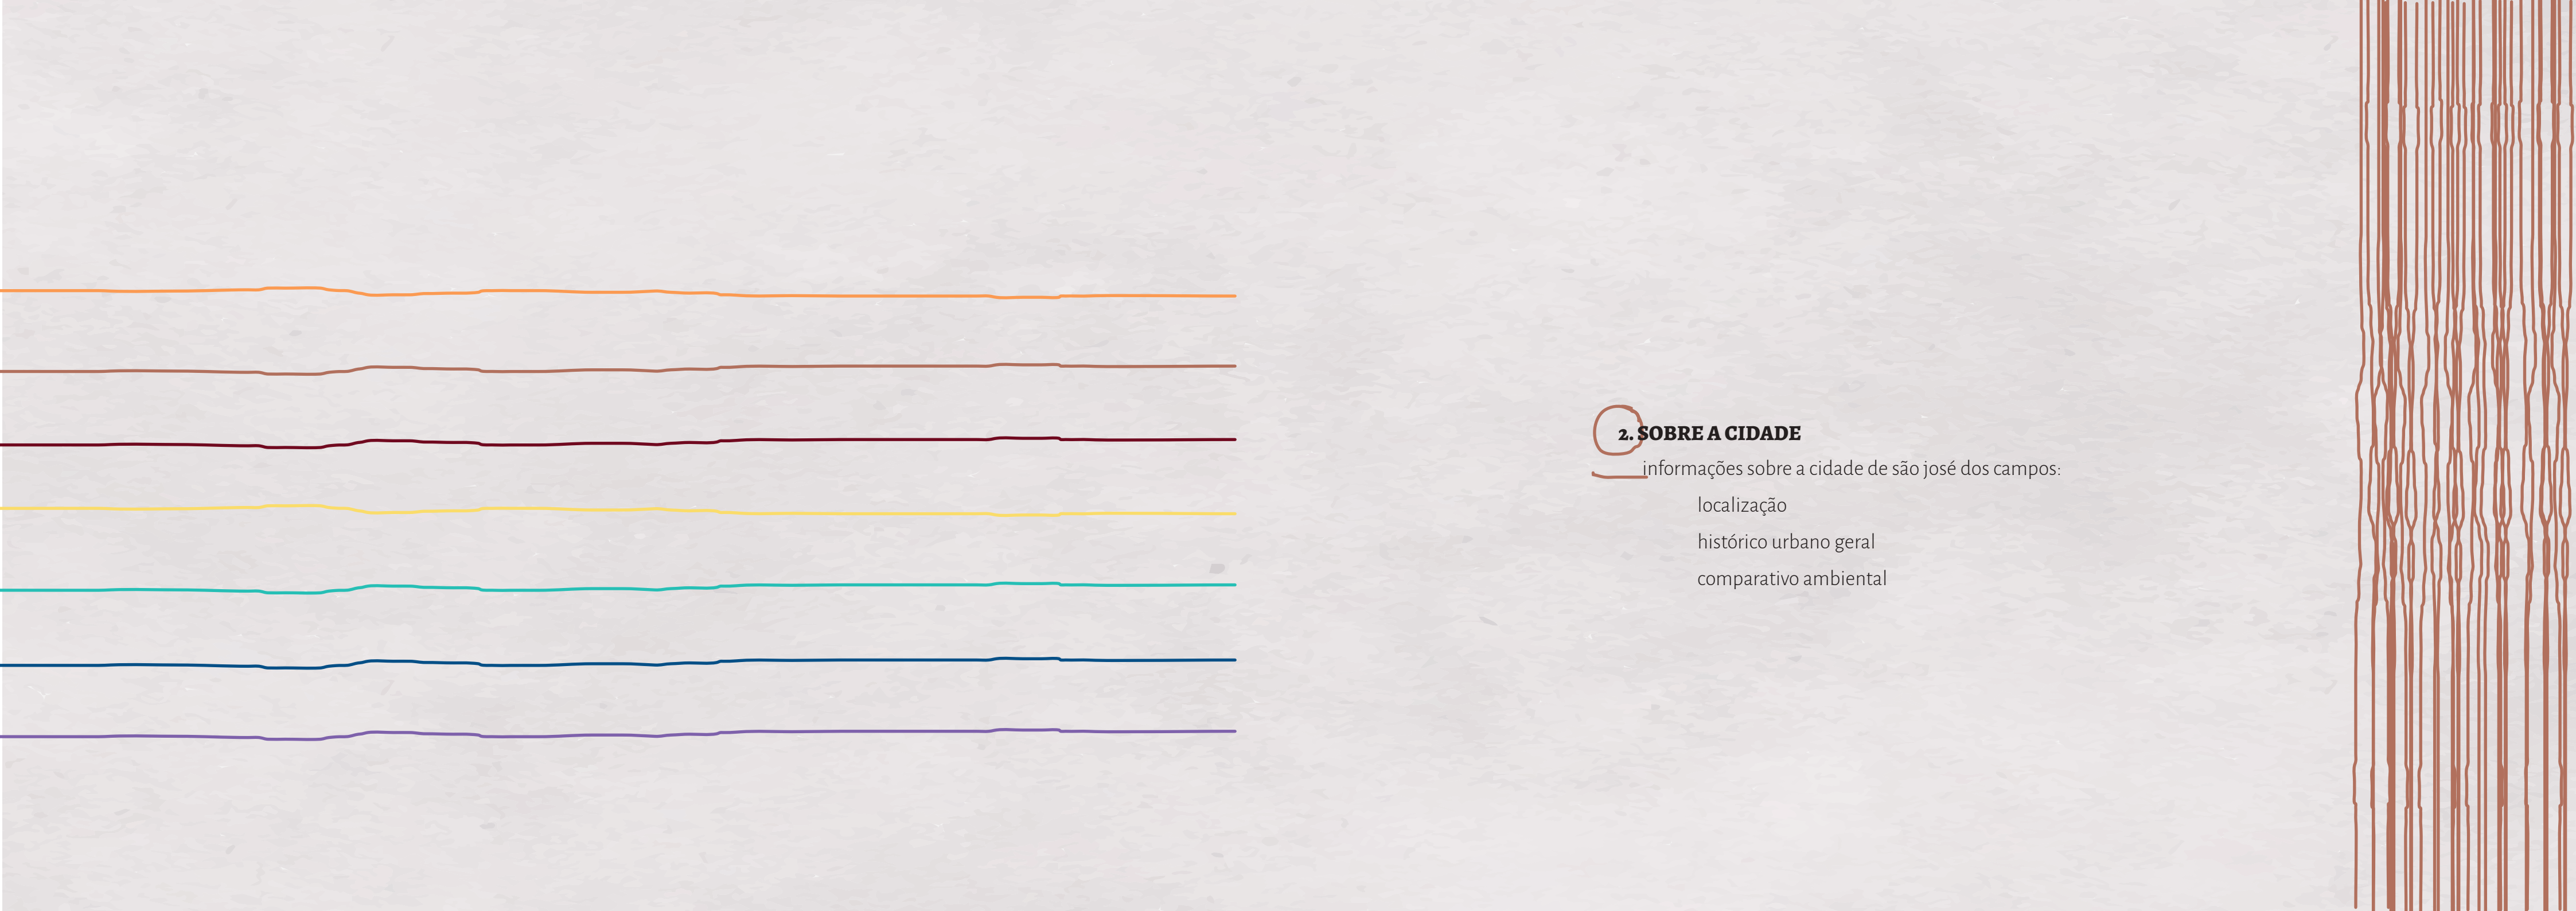 2. SOBRE A CIDADE
informações sobre a cidade de são josé dos campos:
localização
histórico urbano geral
comparativo ambiental